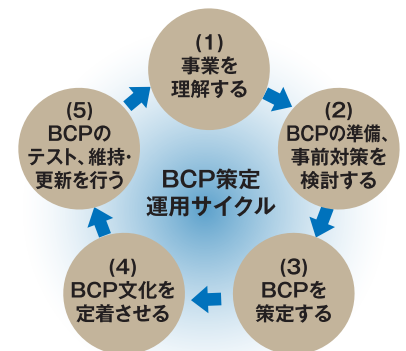 (1)
事業を
理解する
(2)
BCPの準備、
事前対策を
検討する
(3)
BCPを
策定する
(4)
BCP文化を
定着させる
(5)
BCPの
テスト、維持・
更新を行う
BCP策定
運用サイクル